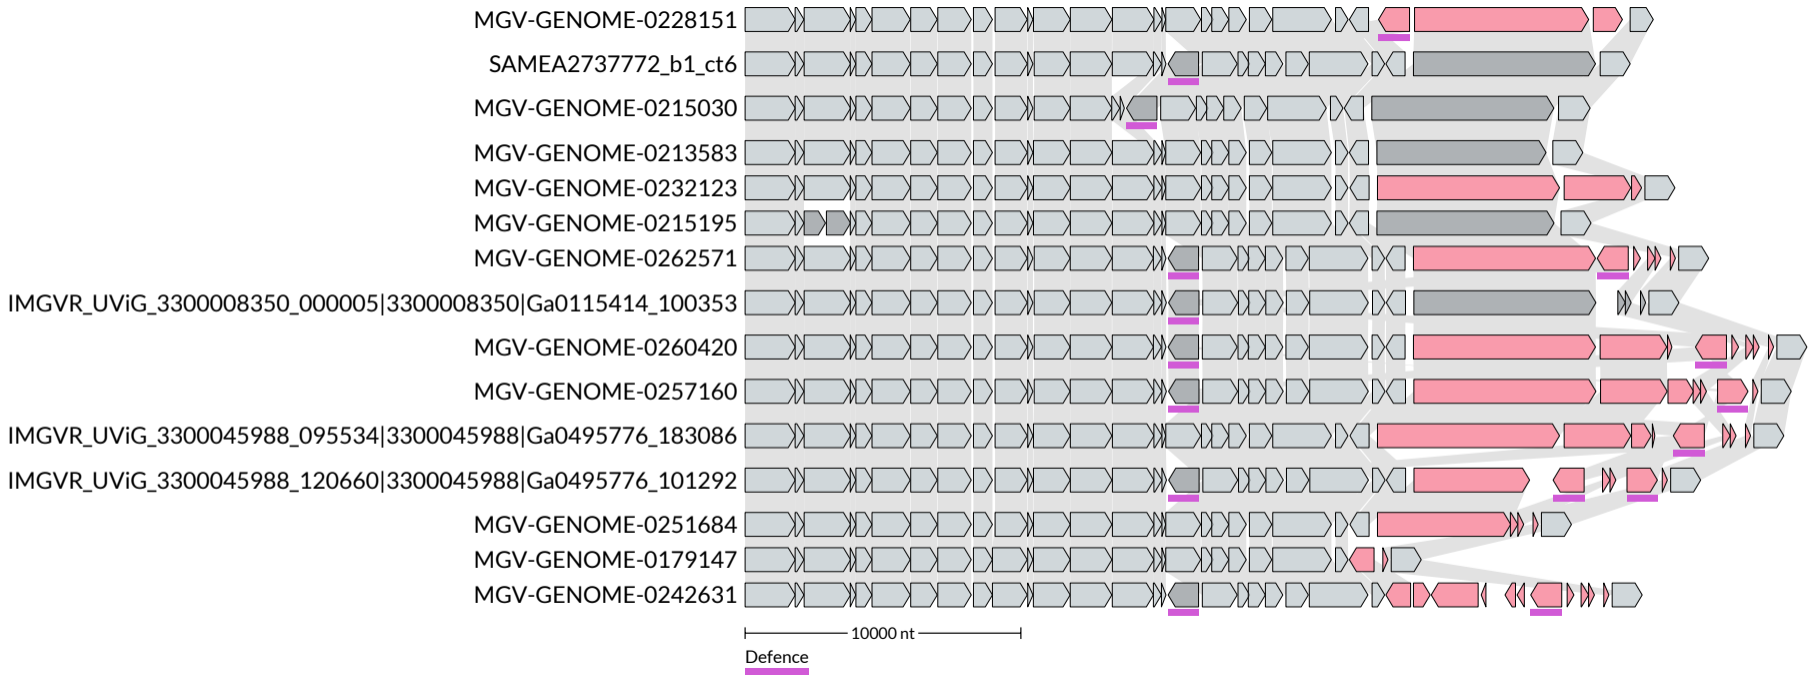 MGV-GENOME-0228151
SAMEA2737772_b1_ct6
MGV-GENOME-0215030
MGV-GENOME-0213583
MGV-GENOME-0232123
MGV-GENOME-0215195
MGV-GENOME-0262571
IMGVR_UViG_3300008350_000005|3300008350|Ga0115414_100353
MGV-GENOME-0260420
MGV-GENOME-0257160
IMGVR_UViG_3300045988_095534|3300045988|Ga0495776_183086
IMGVR_UViG_3300045988_120660|3300045988|Ga0495776_101292
MGV-GENOME-0251684
MGV-GENOME-0179147
MGV-GENOME-0242631
10000 nt
Defence